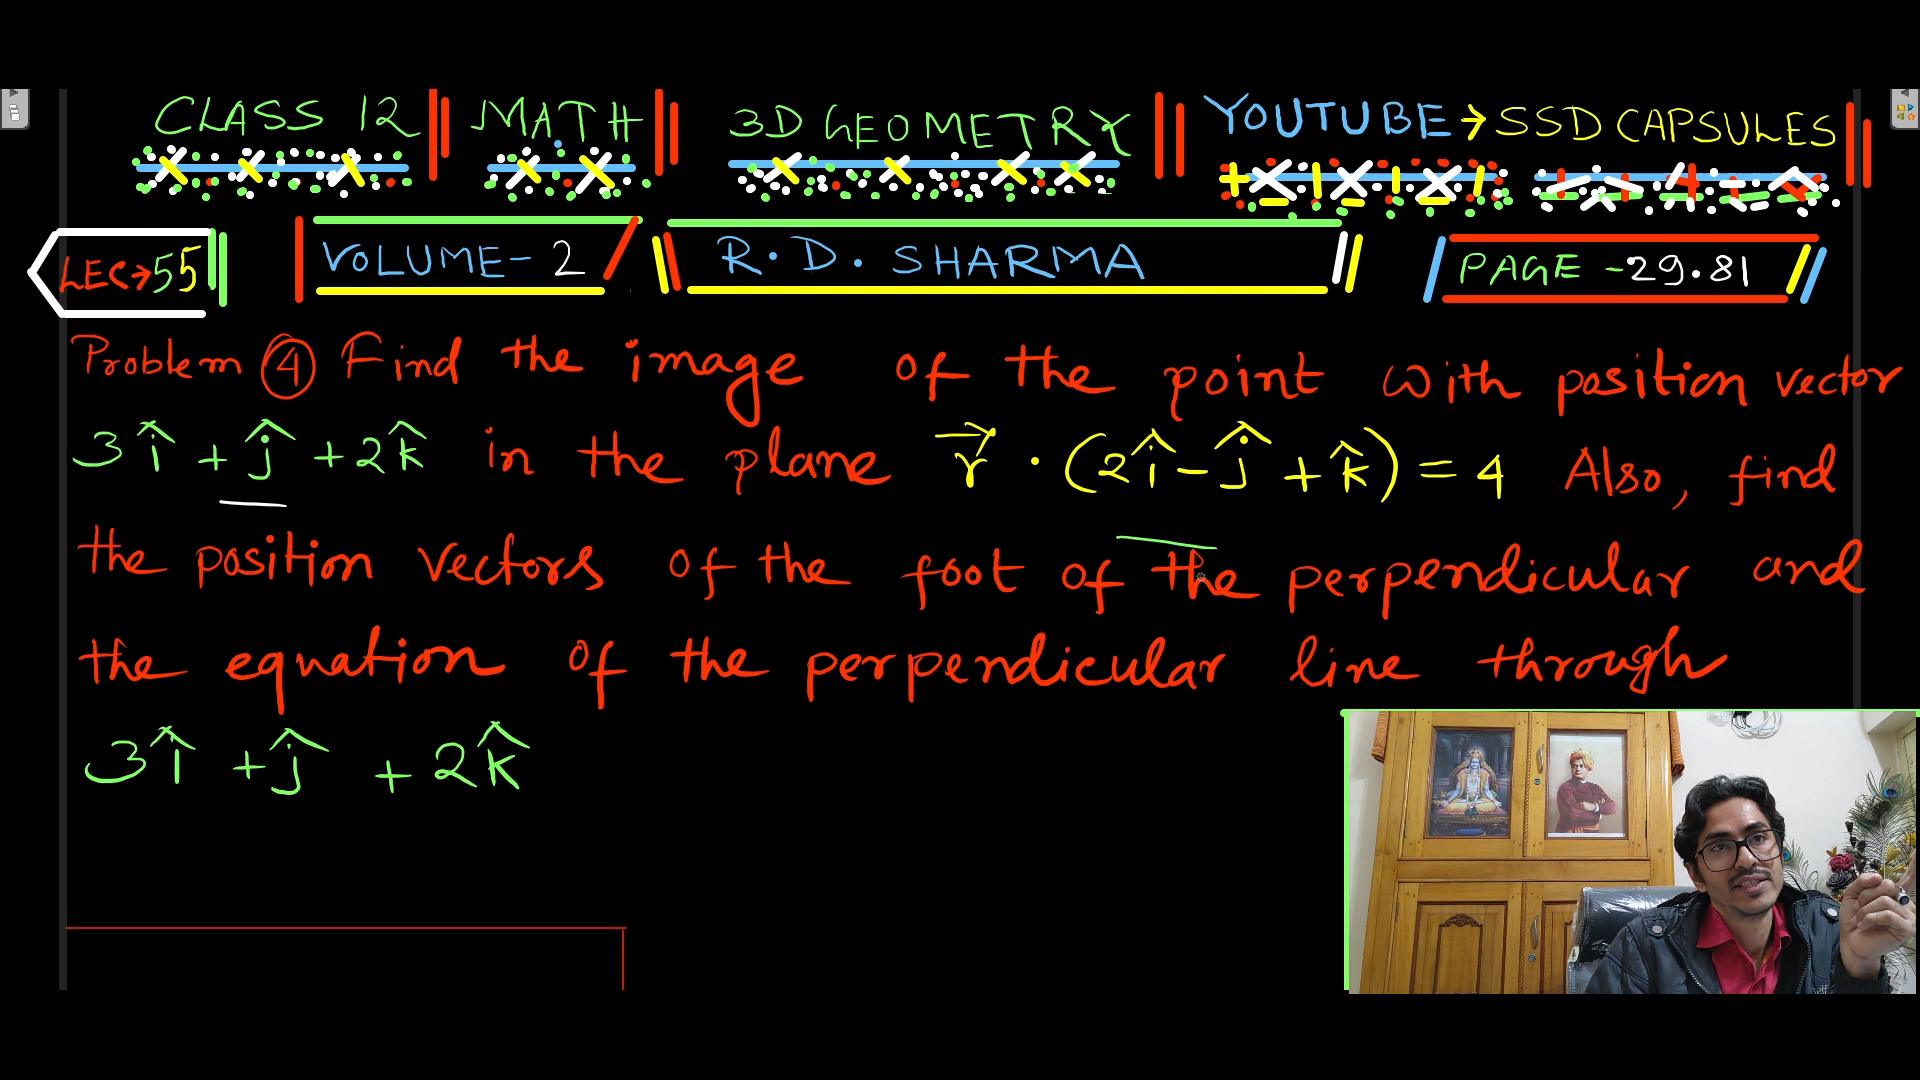 CLASS 12 || MATH || 3D GEOMETRY || YOUTUBE → SSD CAPSULES ||
LEC→55 VOLUME-2 R.D. SHARMA PAGE -29.81
Problem ④ Find the image of the point with position vector
3î + ĵ + 2k̂ in the plane r⃗ · (2î - ĵ + k̂) = 4 Also, find
the position vectors of the foot of the perpendicular and
the equation of the perpendicular line through
3î + ĵ + 2k̂